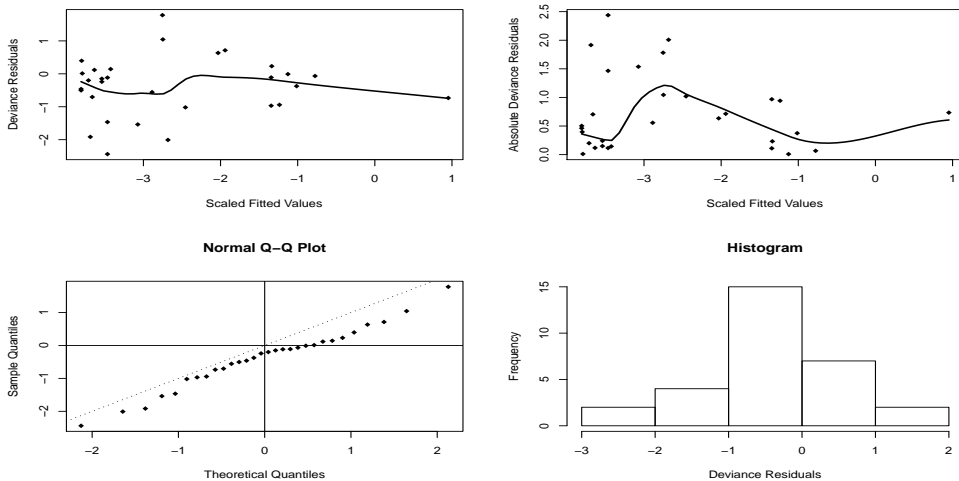 Deviance Residuals
−2 −1 0 1
−3 −2 −1 0 1
Scaled Fitted Values
Absolute Deviance Residuals
0.0 0.5 1.0 1.5 2.0 2.5
−3 −2 −1 0 1
Scaled Fitted Values
Normal Q−Q Plot
Sample Quantiles
−2 −1 0 1
−2 −1 0 1 2
Theoretical Quantiles
Histogram
Frequency
0 5 10 15
−3 −2 −1 0 1 2
Deviance Residuals